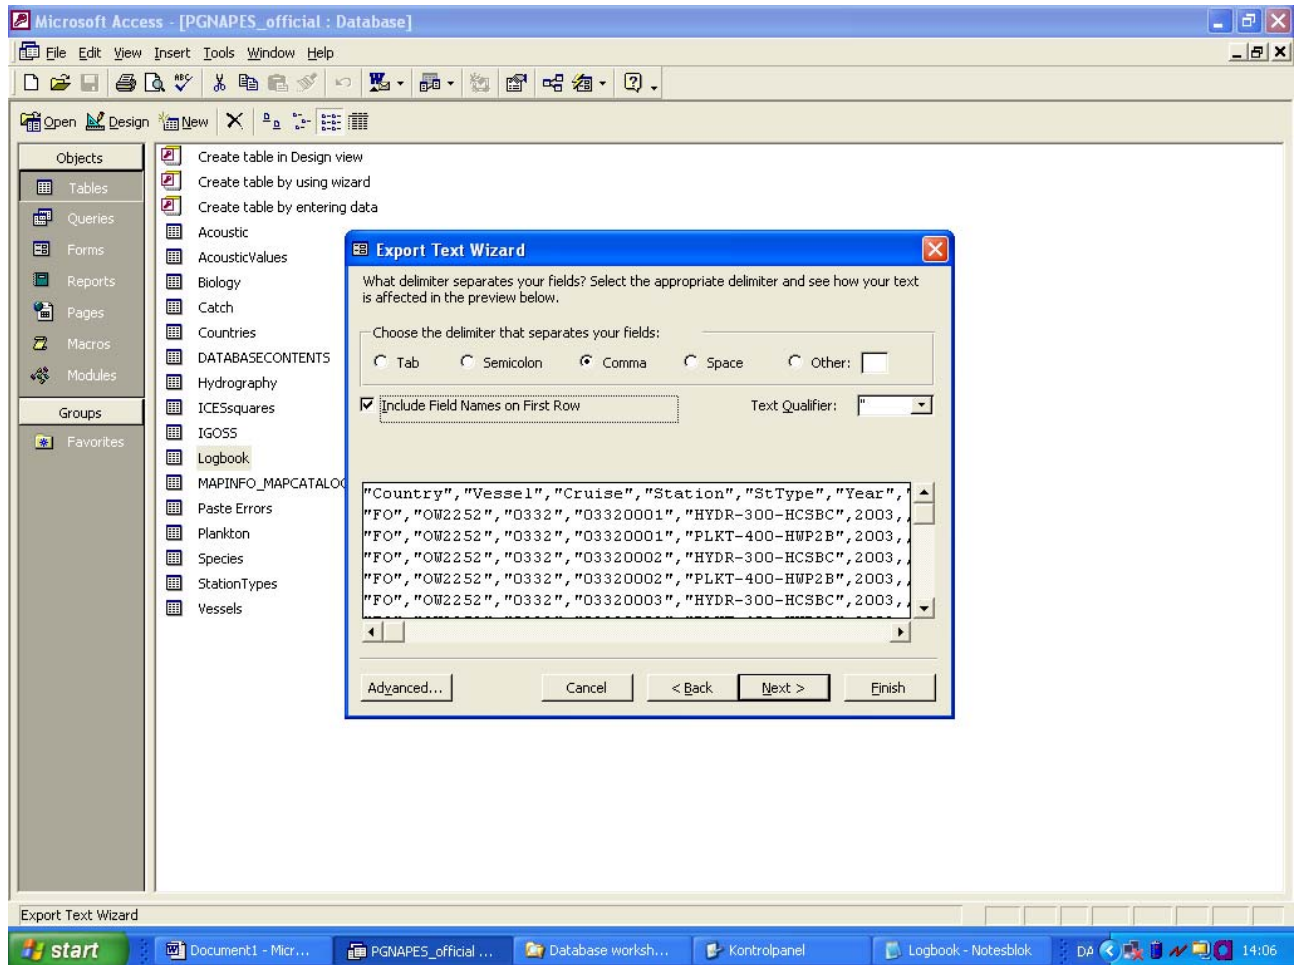 Microsoft Access - [PGNAPES_official : Database]
File Edit View Insert Tools Window Help
Open Design New
Objects
Tables
Queries
Forms
Reports
Pages
Macros
Modules
Groups
Favorites
Create table in Design view
Create table by using wizard
Create table by entering data
Acoustic
AcousticValues
Biology
Catch
Countries
DATABASECONTENTS
Hydrography
ICESsquares
IGOSS
Logbook
MAPINFO_MAPCATALOG
Paste Errors
Plankton
Species
StationTypes
Vessels
Export Text Wizard
What delimiter separates your fields? Select the appropriate delimiter and see how your text
is affected in the preview below.
Choose the delimiter that separates your fields:
Tab Semicolon Comma Space Other:
Include Field Names on First Row Text Qualifier: "
"Country","Vessel","Cruise","Station","StType","Year","
"FO","OW2252","0332","03320001","HYDR-300-HCSBC",2003,,
"FO","OW2252","0332","03320001","PLKT-400-HWP2B",2003,,
"FO","OW2252","0332","03320002","HYDR-300-HCSBC",2003,,
"FO","OW2252","0332","03320002","PLKT-400-HWP2B",2003,,
"FO","OW2252","0332","03320003","HYDR-300-HCSBC",2003,,
Advanced... Cancel < Back Next > Finish
Export Text Wizard
start Document1 - Micr... PGNAPES_official ... Database worksh... Kontrolpanel Logbook - Notesblok DA 14:06